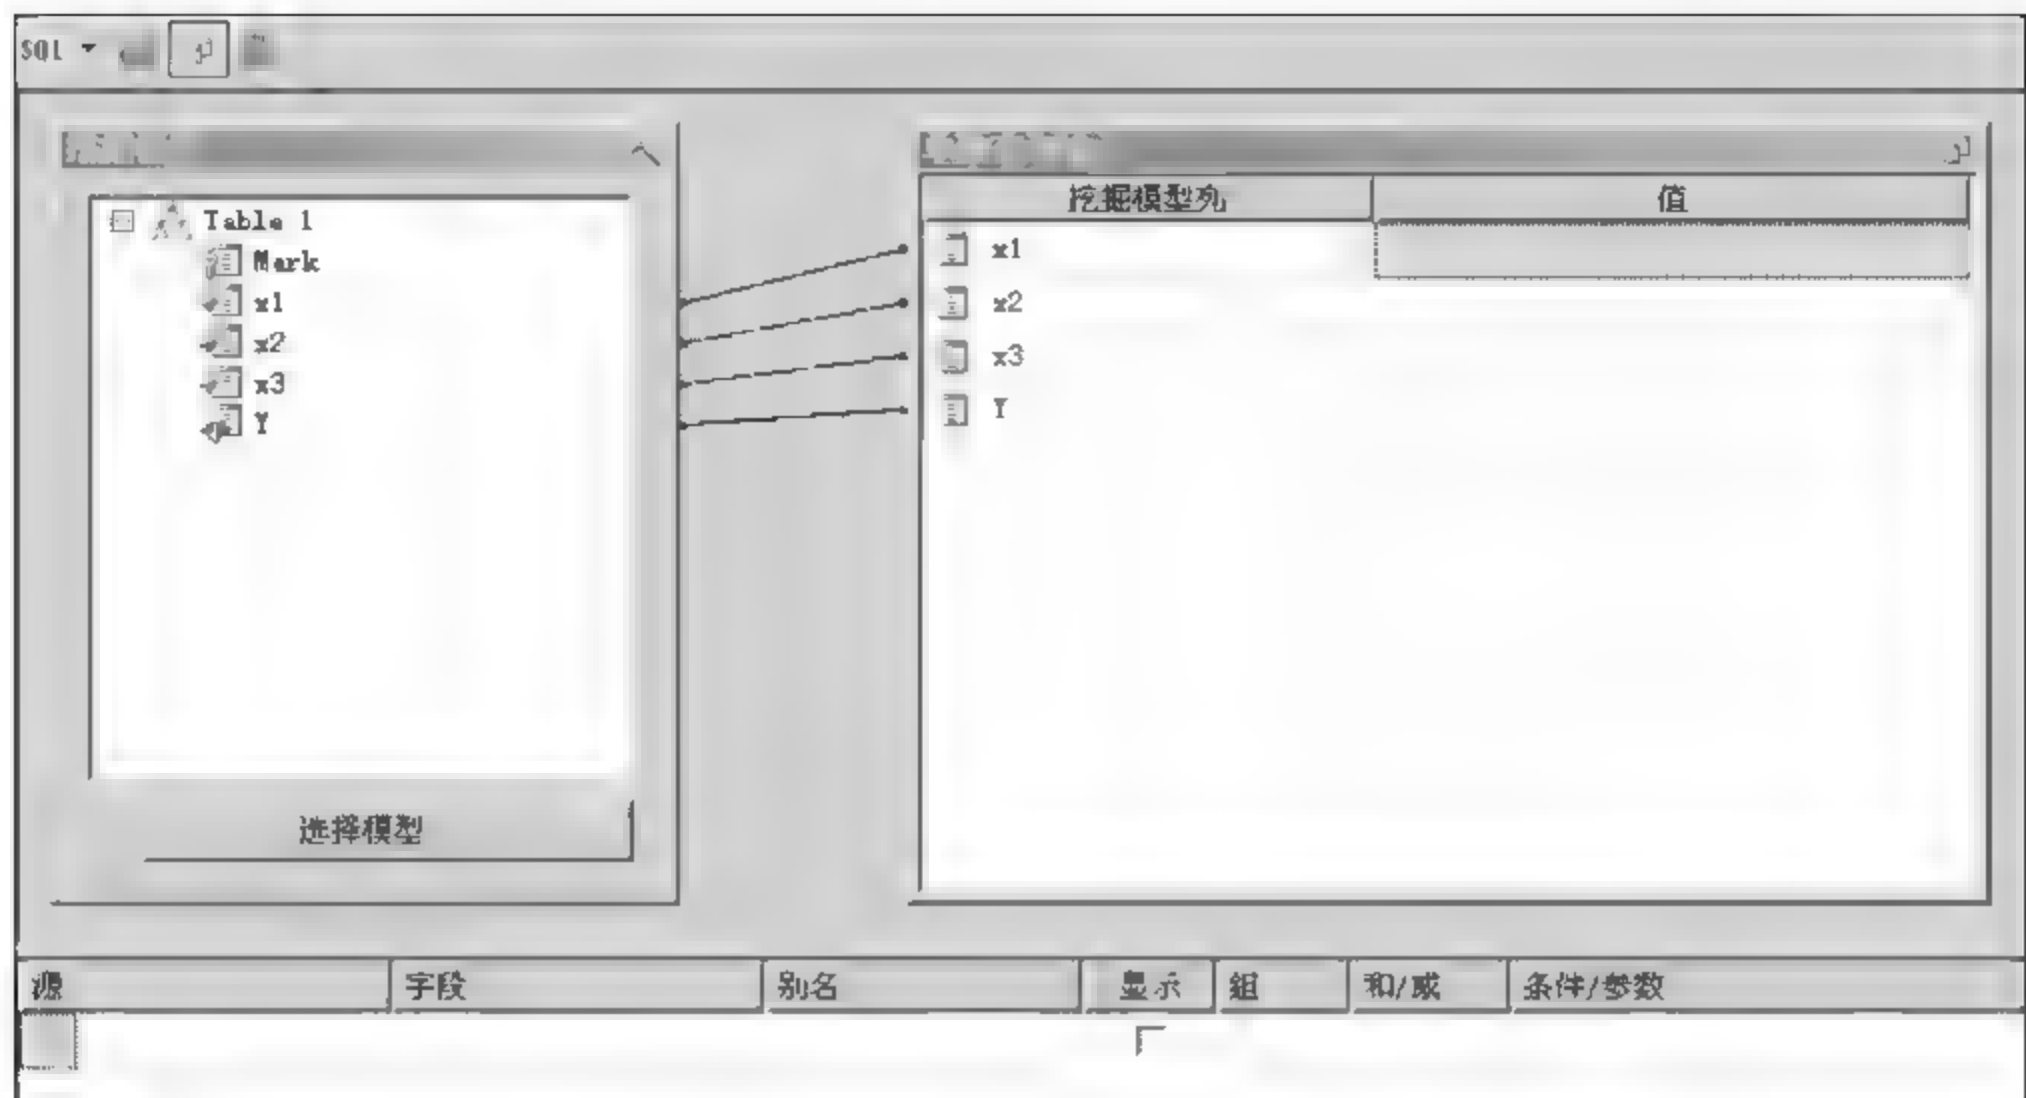 SQL
Table 1
Mark
x1
x2
x3
Y
选择模型
挖掘模型列 值
x1
x2
x3
Y
源 字段 别名 显示 组 和/或 条件/参数